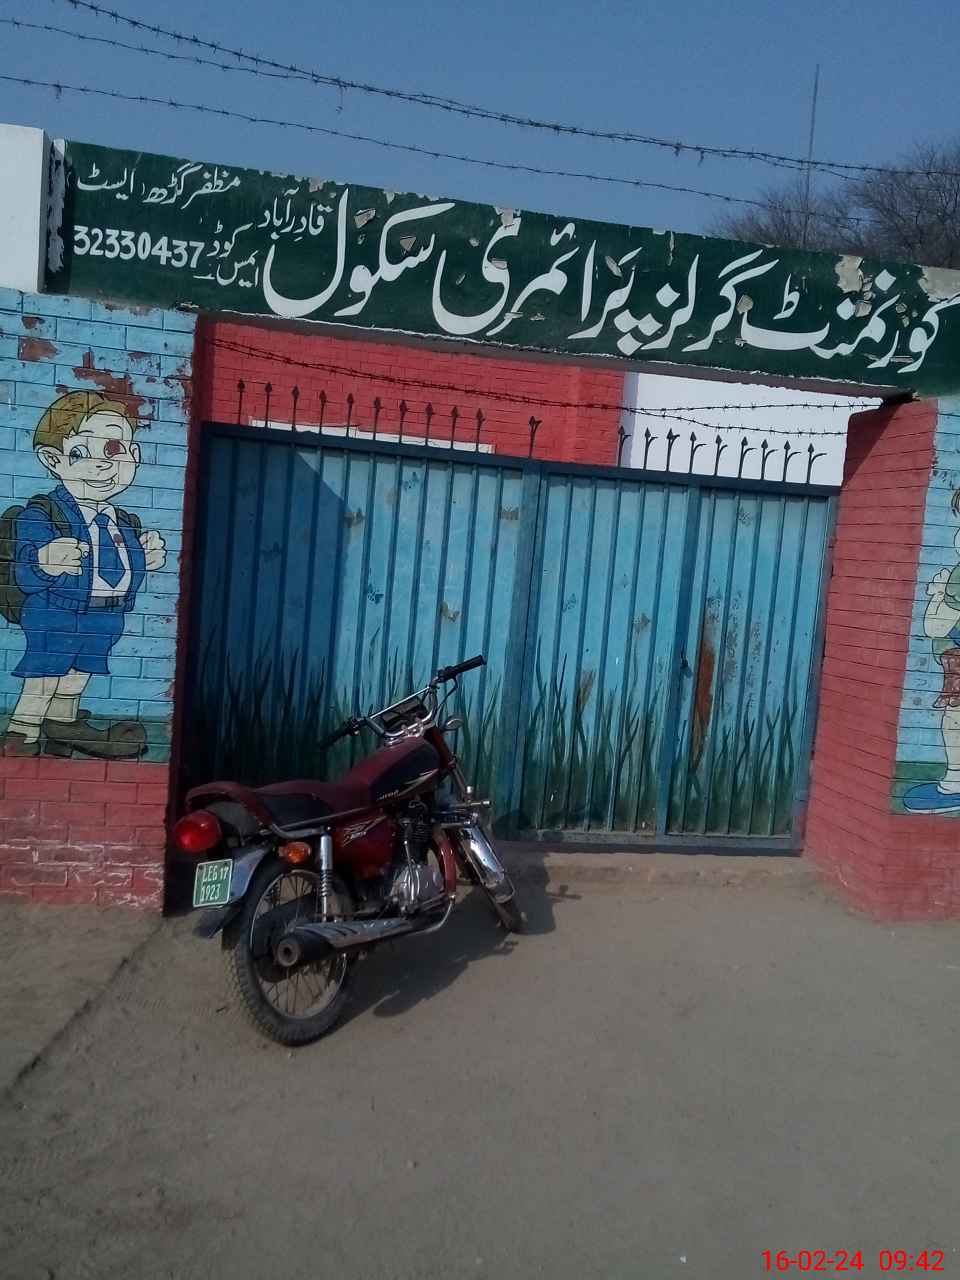 گورنمنٹ گرلز پرائمری سکول
قادر آباد
مظفر گڑھ ایسٹ
ایمس کوڈ
32330437
LEG 17
1923
16-02-24 09:42